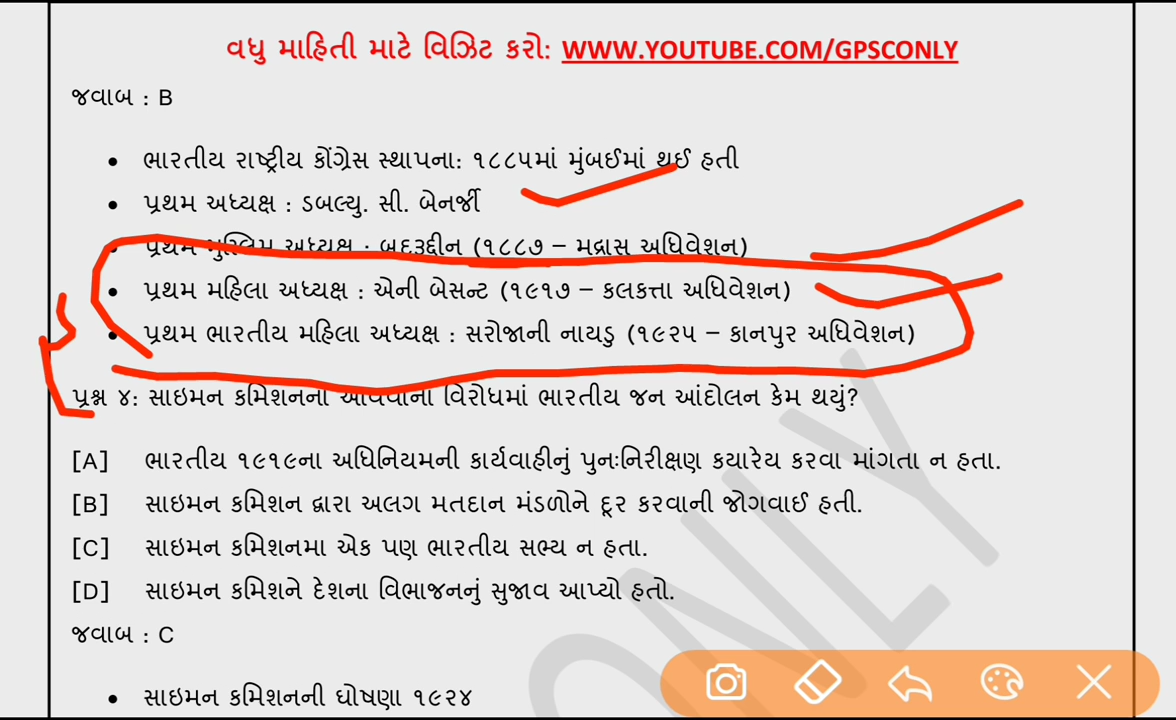 વધુ માહિતી માટે વિઝિટ કરો: WWW.YOUTUBE.COM/GPSCONLY
જવાબ : B
• ભારતીય રાષ્ટ્રીય કોંગ્રેસ સ્થાપના: ૧૮૮૫માં મુંબઈમાં થઈ હતી
• પ્રથમ અધ્યક્ષ : ડબલ્યુ. સી. બેનર્જી
• પ્રથમ મુસ્લિમ અધ્યક્ષ : બદરૂદ્દીન (૧૮૮૭ – મદ્રાસ અધિવેશન)
• પ્રથમ મહિલા અધ્યક્ષ : એની બેસન્ટ (૧૯૧૭ – કલકત્તા અધિવેશન)
• પ્રથમ ભારતીય મહિલા અધ્યક્ષ : સરોજાની નાયડુ (૧૯૨૫ – કાનપુર અધિવેશન)
પ્રશ્ન ૪: સાઇમન કમિશનના આવવાના વિરોધમાં ભારતીય જન આંદોલન કેમ થયું?
[A] ભારતીય ૧૯૧૯ના અધિનિયમની કાર્યવાહીનું પુનઃનિરીક્ષણ કયારેય કરવા માંગતા ન હતા.
[B] સાઇમન કમિશન દ્વારા અલગ મતદાન મંડળોને દૂર કરવાની જોગવાઈ હતી.
[C] સાઇમન કમિશનમા એક પણ ભારતીય સભ્ય ન હતા.
[D] સાઇમન કમિશને દેશના વિભાજનનું સુજાવ આપ્યો હતો.
જવાબ : C
• સાઇમન કમિશનની ઘોષણા ૧૯૨૪
ONLY